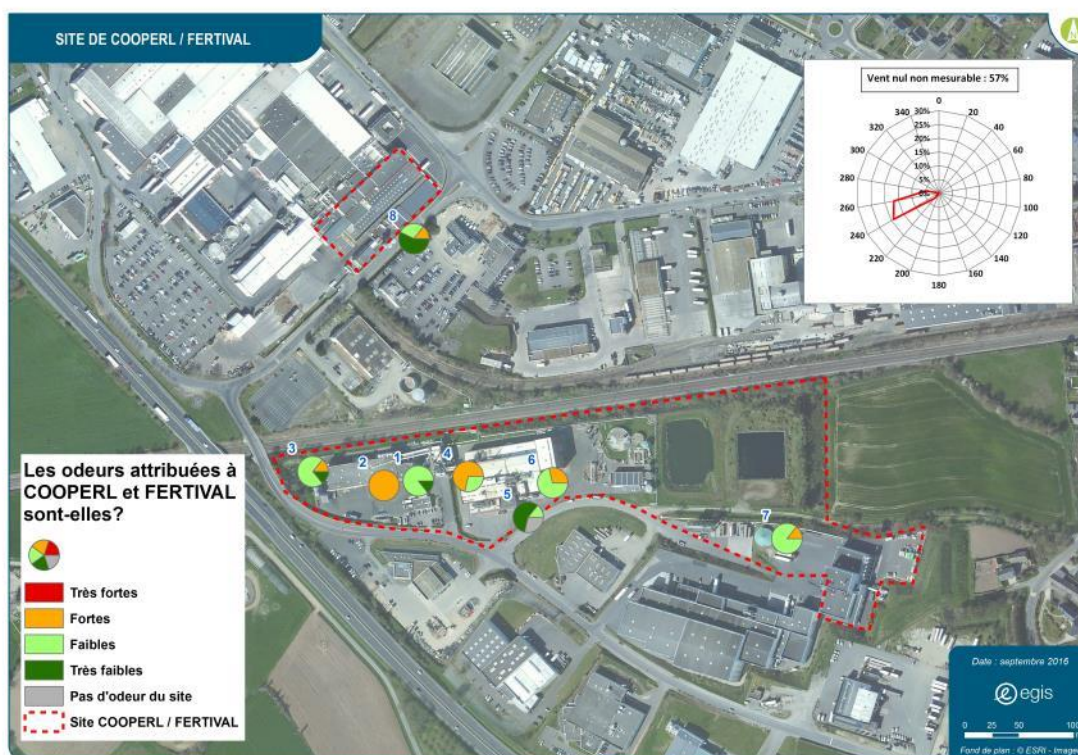 SITE DE COOPERL / FERTIVAL
Vent nul non mesurable : 57%
0
20
40
60
80
100
120
140
160
180
200
220
240
260
280
300
320
340
30%
25%
20%
15%
10%
5%
0%
8
3
2
1
4
6
5
7
Les odeurs attribuées à
COOPERL et FERTIVAL
sont-elles?
Très fortes
Fortes
Faibles
Très faibles
Pas d'odeur du site
Site COOPERL / FERTIVAL
Date : septembre 2016
egis
0 25 50 100
Fond de plan : © ESRI - Image